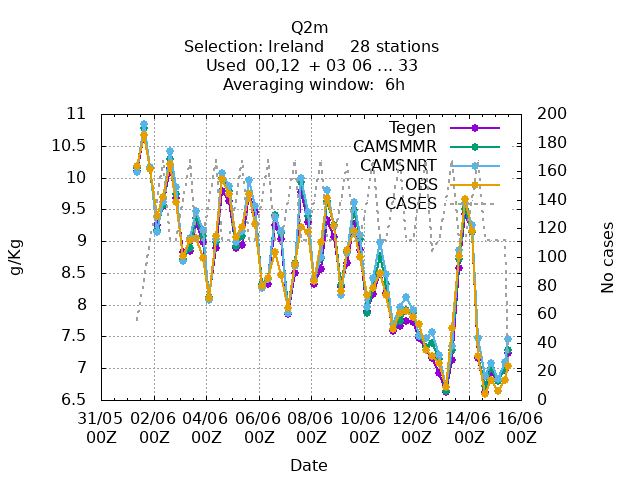 Q2m
Selection: Ireland 28 stations
Used 00,12 + 03 06 ... 33
Averaging window: 6h
11
10.5
10
9.5
9
8.5
8
7.5
7
6.5
g/Kg
200
180
160
140
120
100
80
60
40
20
0
No cases
Tegen
CAMSMMR
CAMSNRT
OBS
CASES
31/05 02/06 04/06 06/06 08/06 10/06 12/06 14/06 16/06
00Z 00Z 00Z 00Z 00Z 00Z 00Z 00Z 00Z
Date